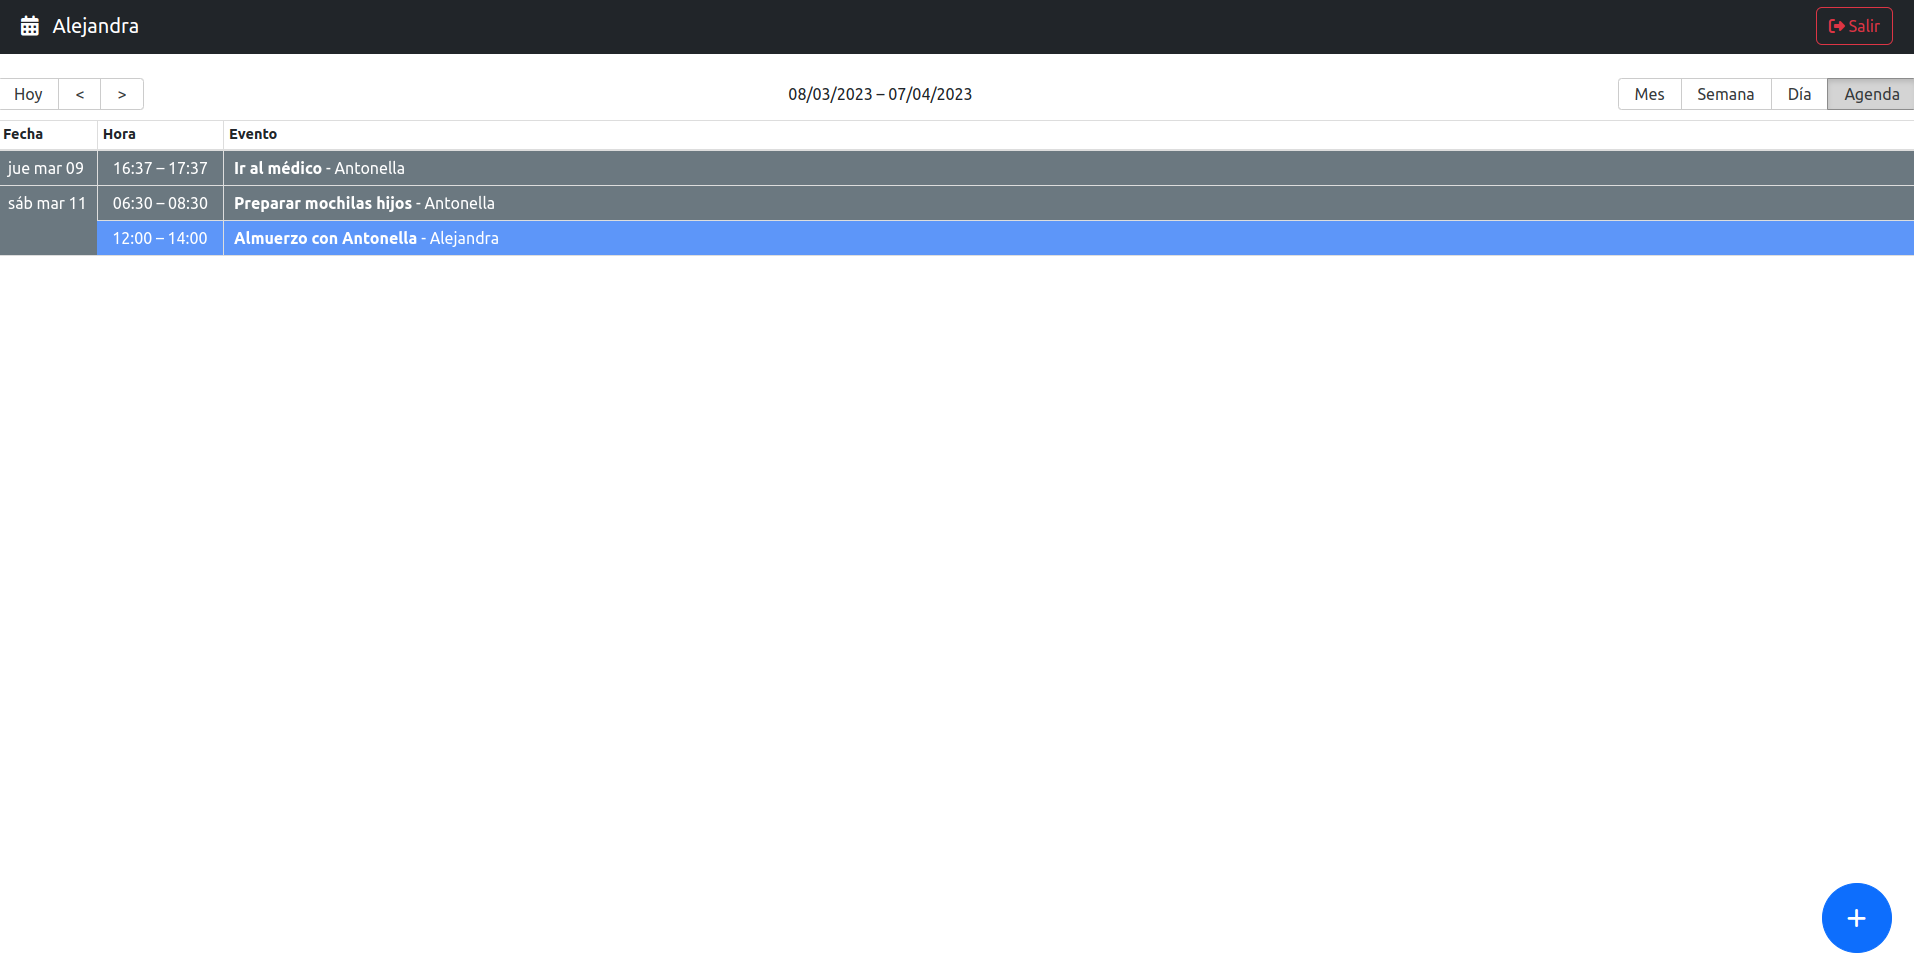 Alejandra
Salir
Hoy < > 08/03/2023 – 07/04/2023 Mes Semana Día Agenda
Fecha Hora Evento
jue mar 09 16:37 – 17:37 Ir al médico - Antonella
sáb mar 11 06:30 – 08:30 Preparar mochilas hijos - Antonella
12:00 – 14:00 Almuerzo con Antonella - Alejandra
+